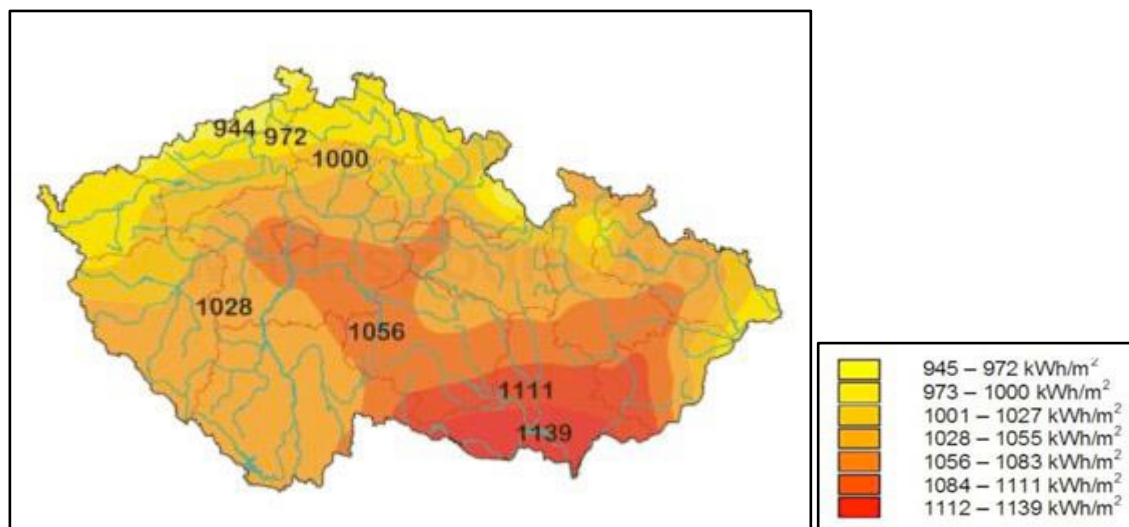 944
972
1000
1028
1056
1111
1139
945 – 972 kWh/m²
973 – 1000 kWh/m²
1001 – 1027 kWh/m²
1028 – 1055 kWh/m²
1056 – 1083 kWh/m²
1084 – 1111 kWh/m²
1112 – 1139 kWh/m²